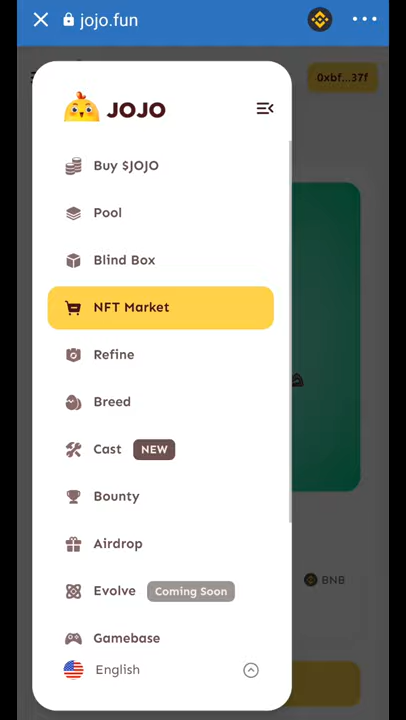 jojo.fun
0xbf...37f
JOJO
Buy $JOJO
Pool
Blind Box
NFT Market
Refine
Breed
Cast NEW
Bounty
Airdrop
Evolve Coming Soon
BNB
Gamebase
English